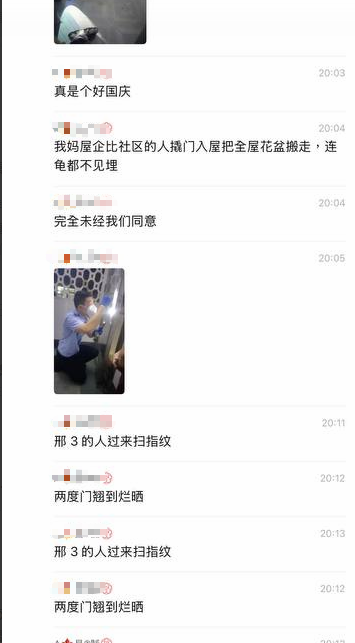 20:03
真是个好国庆
20:04
我妈屋企比社区的人撬门入屋把全屋花盆搬走，连
龟都不见埋
20:04
完全未经我们同意
20:05
20:11
那 3 的人过来扫指纹
20:12
两度门翘到烂晒
20:13
那 3 的人过来扫指纹
20:12
两度门翘到烂晒